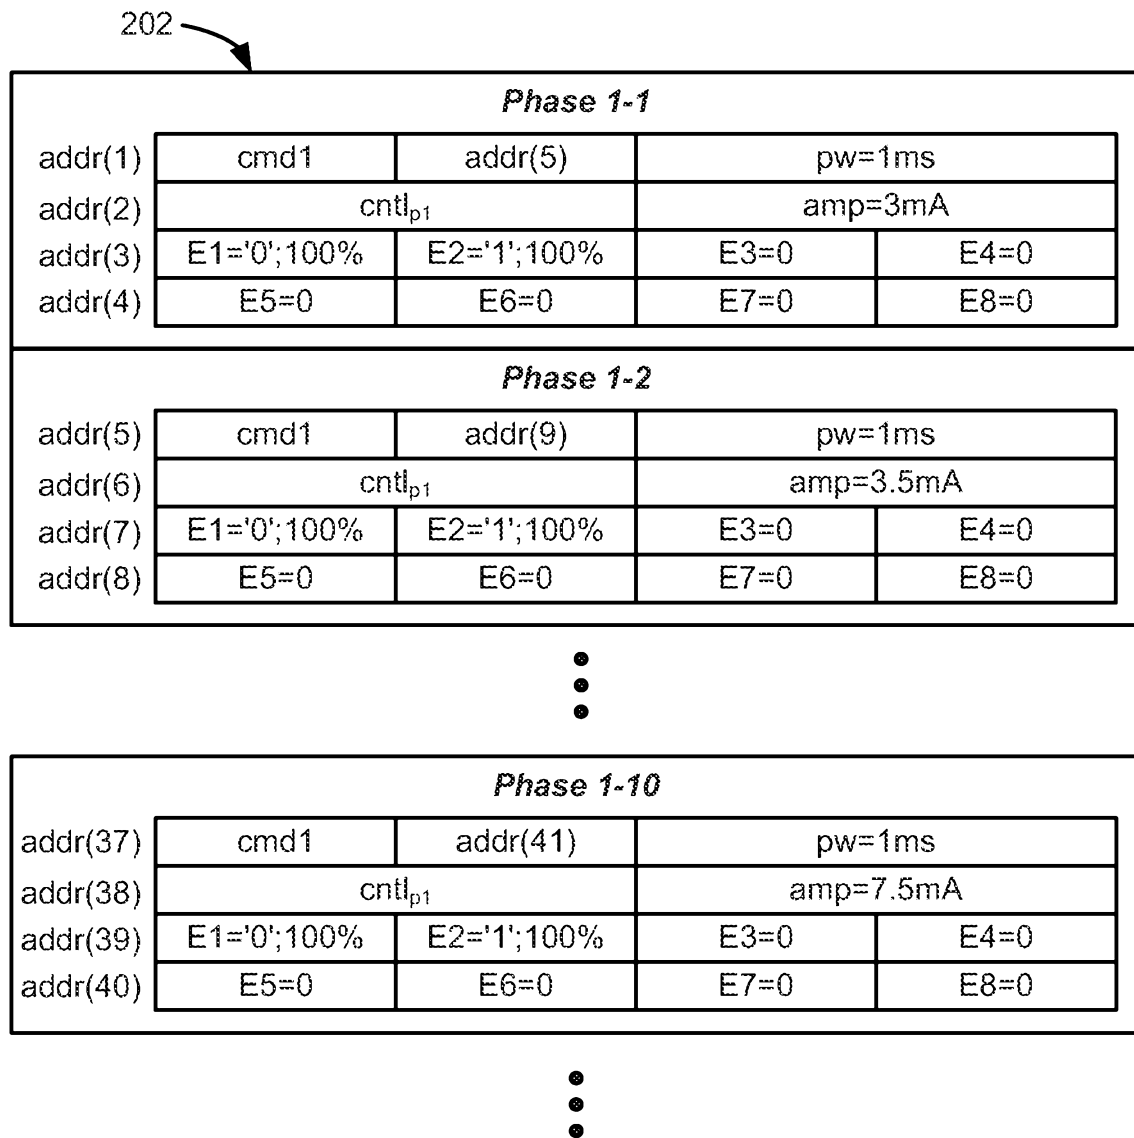 202
Phase 1-1
addr(1) cmd1 addr(5) pw=1ms
addr(2) cntlp1 amp=3mA
addr(3) E1='0';100% E2='1';100% E3=0 E4=0
addr(4) E5=0 E6=0 E7=0 E8=0
Phase 1-2
addr(5) cmd1 addr(9) pw=1ms
addr(6) cntlp1 amp=3.5mA
addr(7) E1='0';100% E2='1';100% E3=0 E4=0
addr(8) E5=0 E6=0 E7=0 E8=0
Phase 1-10
addr(37) cmd1 addr(41) pw=1ms
addr(38) cntlp1 amp=7.5mA
addr(39) E1='0';100% E2='1';100% E3=0 E4=0
addr(40) E5=0 E6=0 E7=0 E8=0